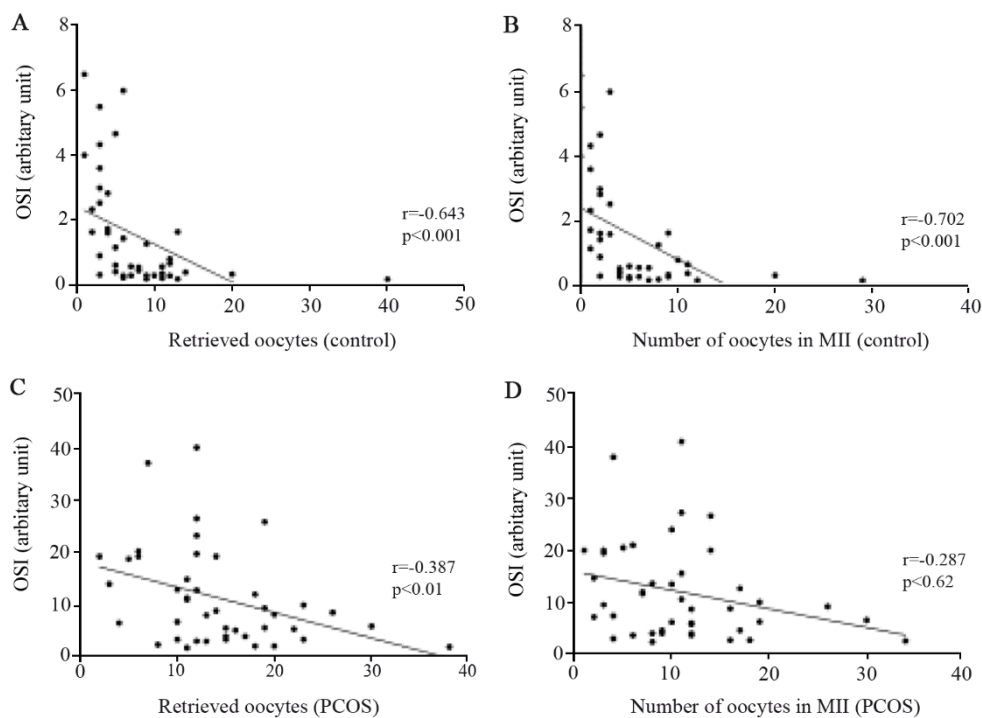 A
8
6
4
2
0
OSI (arbitary unit)
0 10 20 30 40 50
Retrieved oocytes (control)
r=-0.643
p<0.001
B
8
6
4
2
0
OSI (arbitary unit)
0 10 20 30 40
Number of oocytes in MII (control)
r=-0.702
p<0.001
C
50
40
30
20
10
0
OSI (arbitary unit)
0 10 20 30 40
Retrieved oocytes (PCOS)
r=-0.387
p<0.01
D
50
40
30
20
10
0
OSI (arbitary unit)
0 10 20 30 40
Number of oocytes in MII (PCOS)
r=-0.287
p<0.62